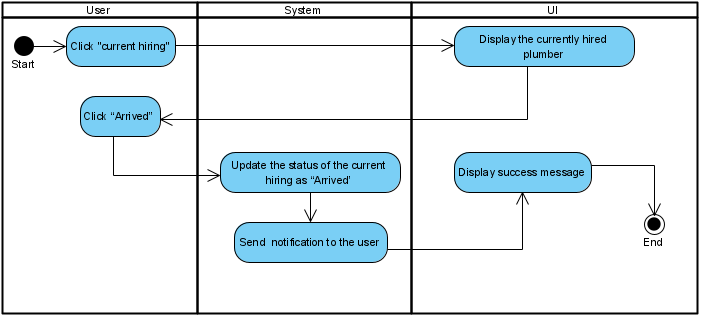 User
System
UI
Start
Click "current hiring"
Display the currently hired
plumber
Click “Arrived”
Update the status of the current
hiring as “Arrived’
Display success message
Send  notification to the user
End